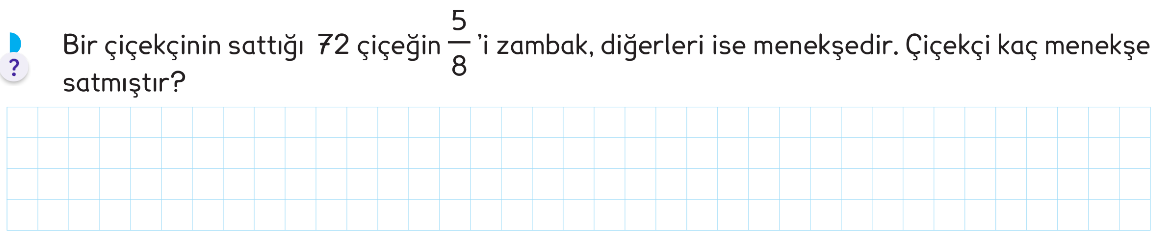 Bir çiçekçinin sattığı 72 çiçeğin 5/8 'i zambak, diğerleri ise menekşedir. Çiçekçi kaç menekşe
?
satmıştır?